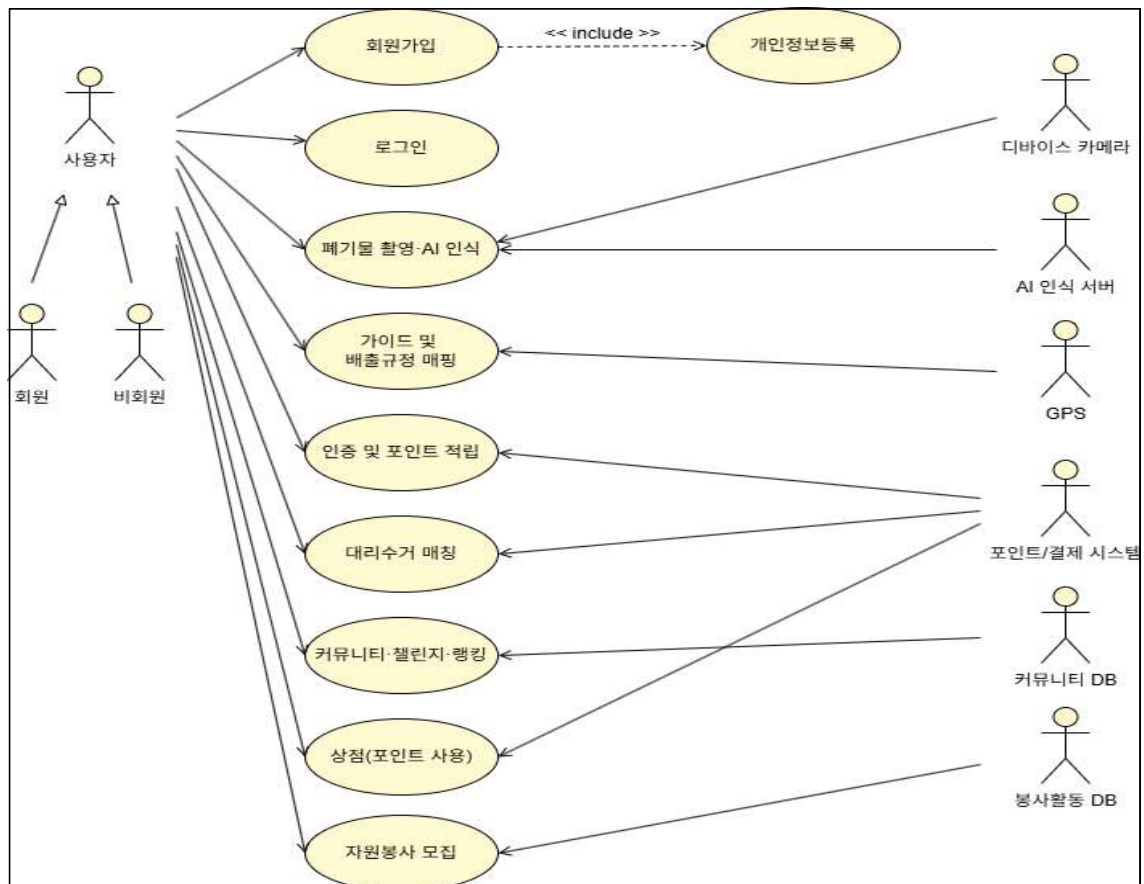 회원가입
<< include >>
개인정보등록
사용자
로그인
디바이스 카메라
폐기물 촬영·AI 인식
AI 인식 서버
회원
비회원
가이드 및
배출규정 매핑
GPS
인증 및 포인트 적립
대리수거 매칭
포인트/결제 시스템
커뮤니티·챌린지·랭킹
커뮤니티 DB
상점(포인트 사용)
봉사활동 DB
자원봉사 모집